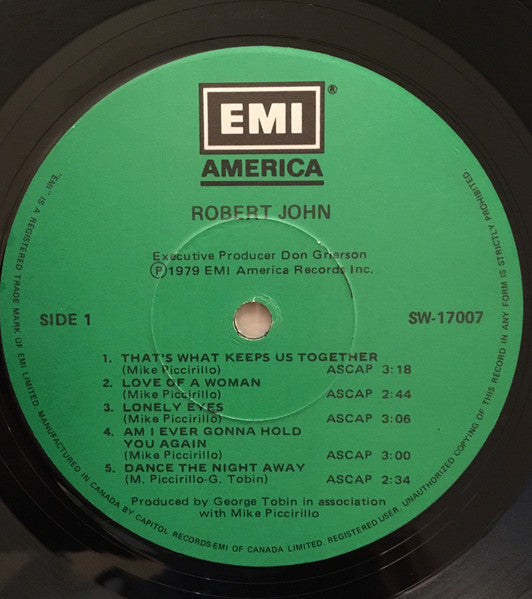 EMI®
AMERICA
ROBERT JOHN
Executive Producer Don Grierson
Ⓟ1979 EMI America Records Inc.
SIDE 1
SW-17007
1. THAT'S WHAT KEEPS US TOGETHER
(Mike Piccirillo) ASCAP 3:18
2. LOVE OF A WOMAN
(Mike Piccirillo) ASCAP 2:44
3. LONELY EYES
(Mike Piccirillo) ASCAP 3:06
4. AM I EVER GONNA HOLD
YOU AGAIN
(Mike Piccirillo) ASCAP 3:00
5. DANCE THE NIGHT AWAY
(M. Piccirillo-G. Tobin) ASCAP 2:34
Produced by George Tobin in association
with Mike Piccirillo
"EMI" IS A REGISTERED TRADE MARK OF EMI LIMITED. MANUFACTURED IN CANADA BY CAPITOL RECORDS-EMI OF CANADA LIMITED. REGISTERED USER. UNAUTHORIZED COPYING OF THIS RECORD IN ANY FORM IS STRICTLY PROHIBITED.